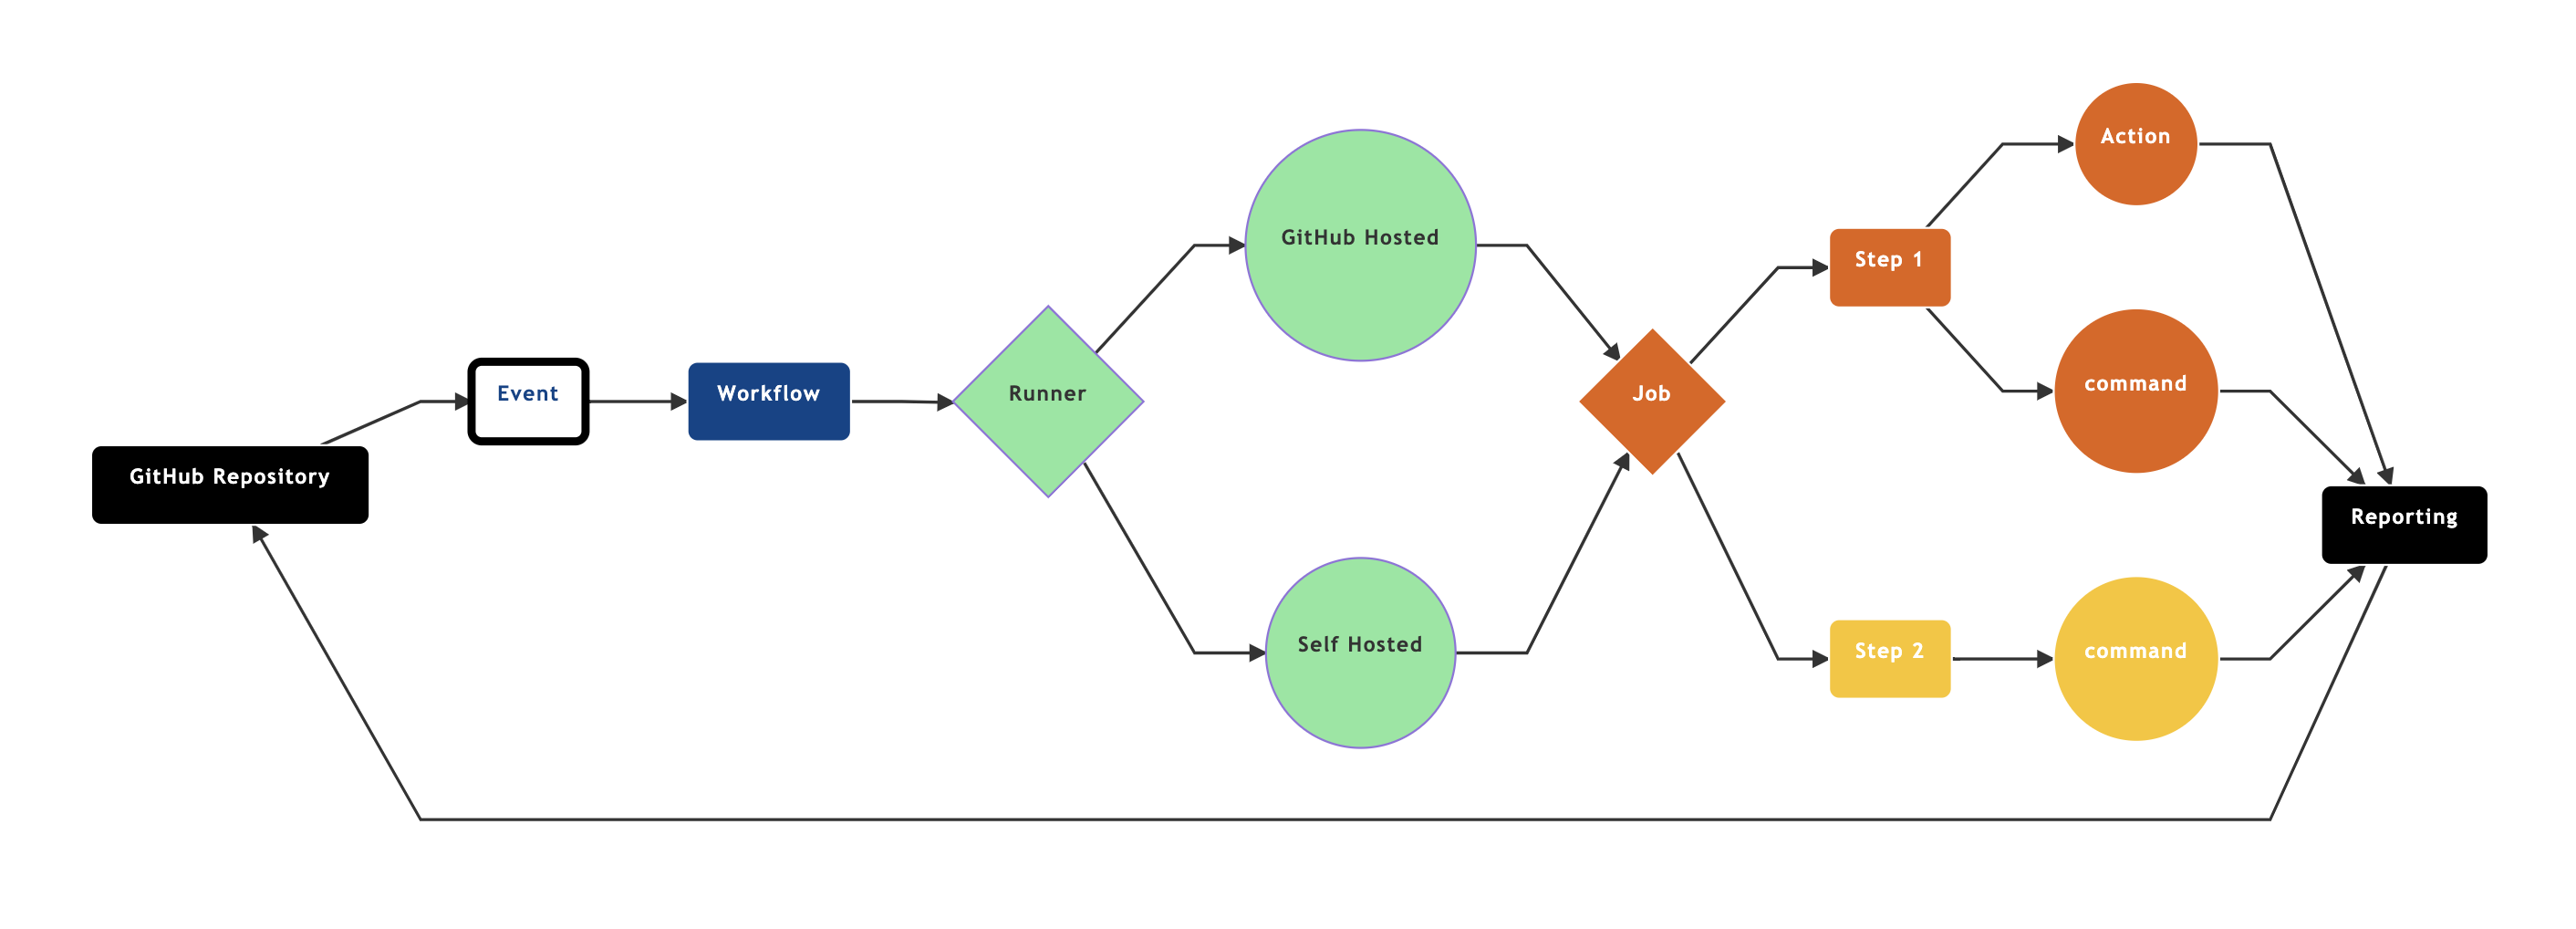 GitHub Repository
Event
Workflow
Runner
GitHub Hosted
Self Hosted
Job
Step 1
Action
command
Step 2
command
Reporting